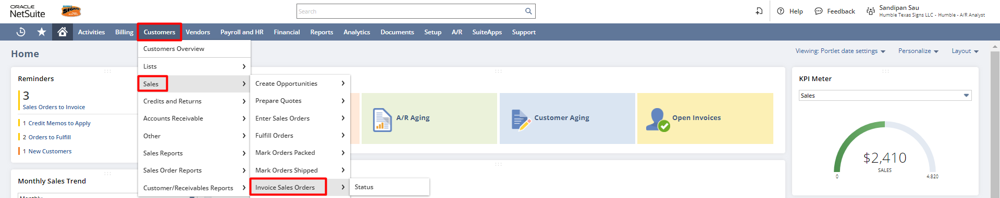 ORACLE
NetSuite
SIGNS
Search
Help
Feedback
Sandipan Sau
Humble Texas Signs LLC - Humble - A/R Analyst
Activities
Billing
Customers
Vendors
Payroll and HR
Financial
Reports
Analytics
Documents
Setup
A/R
SuiteApps
Support
Home
Viewing: Portlet date settings
Personalize
Layout
Customers Overview
Lists
Sales
Credits and Returns
Accounts Receivable
Other
Sales Reports
Sales Order Reports
Customer/Receivables Reports
Create Opportunities
Prepare Quotes
Enter Sales Orders
Fulfill Orders
Mark Orders Packed
Mark Orders Shipped
Invoice Sales Orders
Status
Reminders
3
Sales Orders to Invoice
1 Credit Memos to Apply
2 Orders to Fulfill
1 New Customers
Monthly Sales Trend
Monthly
A/R Aging
Customer Aging
Open Invoices
KPI Meter
Sales
$2,410
SALES
0
4,820